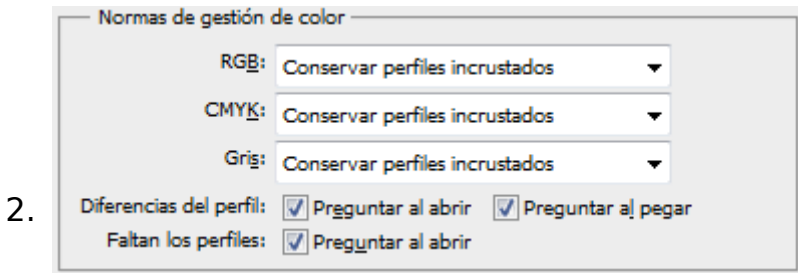 Normas de gestión de color
RGB: Conservar perfiles incrustados
CMYK: Conservar perfiles incrustados
Gris: Conservar perfiles incrustados
2. Diferencias del perfil: Preguntar al abrir Preguntar al pegar
Faltan los perfiles: Preguntar al abrir